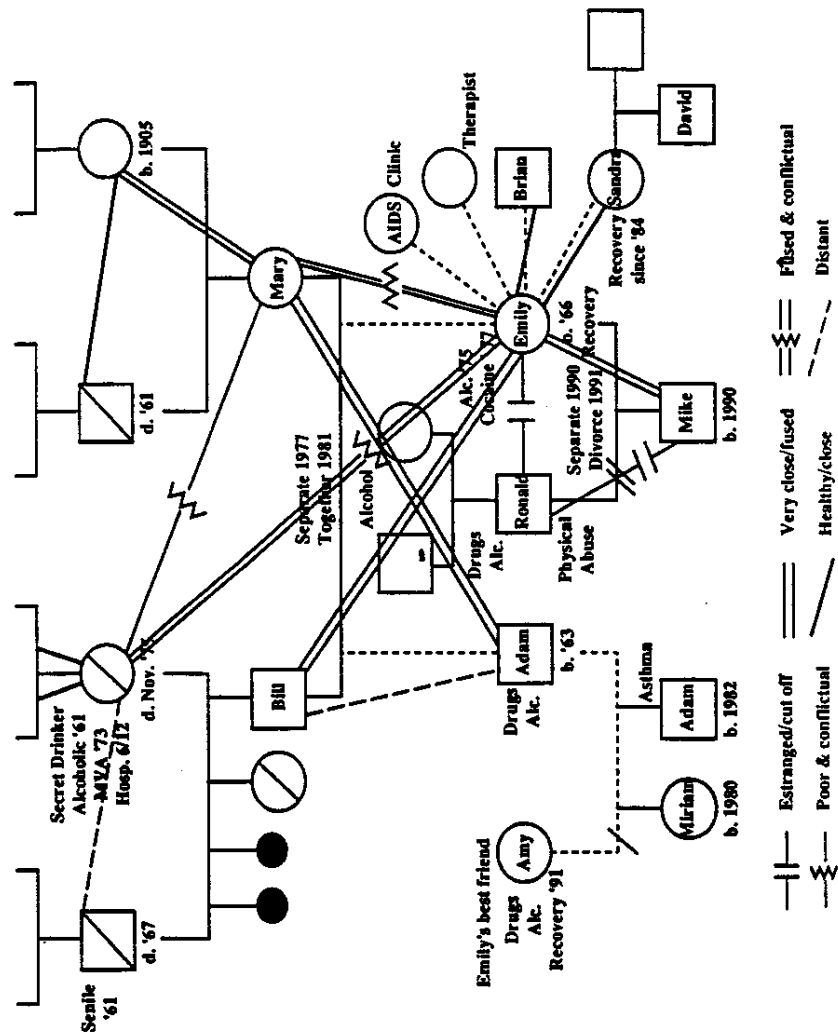 Senile
'61
d. '67
Secret Drinker
Alcoholic '61
MVA '73
Hosp. 6/12
d. Nov.
d. '61
b. 1905
Bill
Mary
Separate 1977
Together 1981
Alcohol
AIDS Clinic
Therapist
Emily's best friend
Drugs
Alc.
Recovery '91
Amy
Drugs
Alc.
Adam
b. '63
Drugs
Alc.
Ronald
Physical
Abuse
Alc. '75
Cocaine '77
Emily
b. '66
Recovery
Brian
Separate 1990
Divorce 1991
Recovery
since '84
Sandra
David
Miriam
b. 1980
Asthma
Adam
b. 1982
Mike
b. 1990
Estranged/cut off
Very close/fused
Fused & conflictual
Poor & conflictual
Healthy/close
Distant